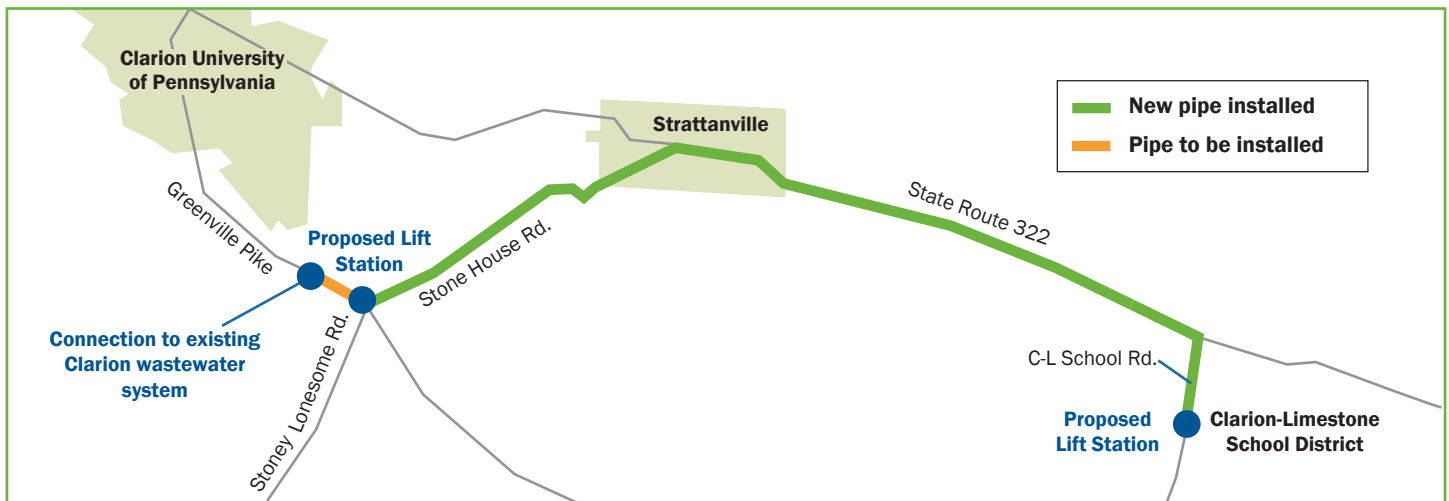 Clarion University
of Pennsylvania
Strattanville
New pipe installed
Pipe to be installed
Greenville Pike
Proposed Lift
Station
Stone House Rd.
State Route 322
Connection to existing
Clarion wastewater
system
Stoney Lonesome Rd.
C-L School Rd.
Proposed
Lift Station
Clarion-Limestone
School District